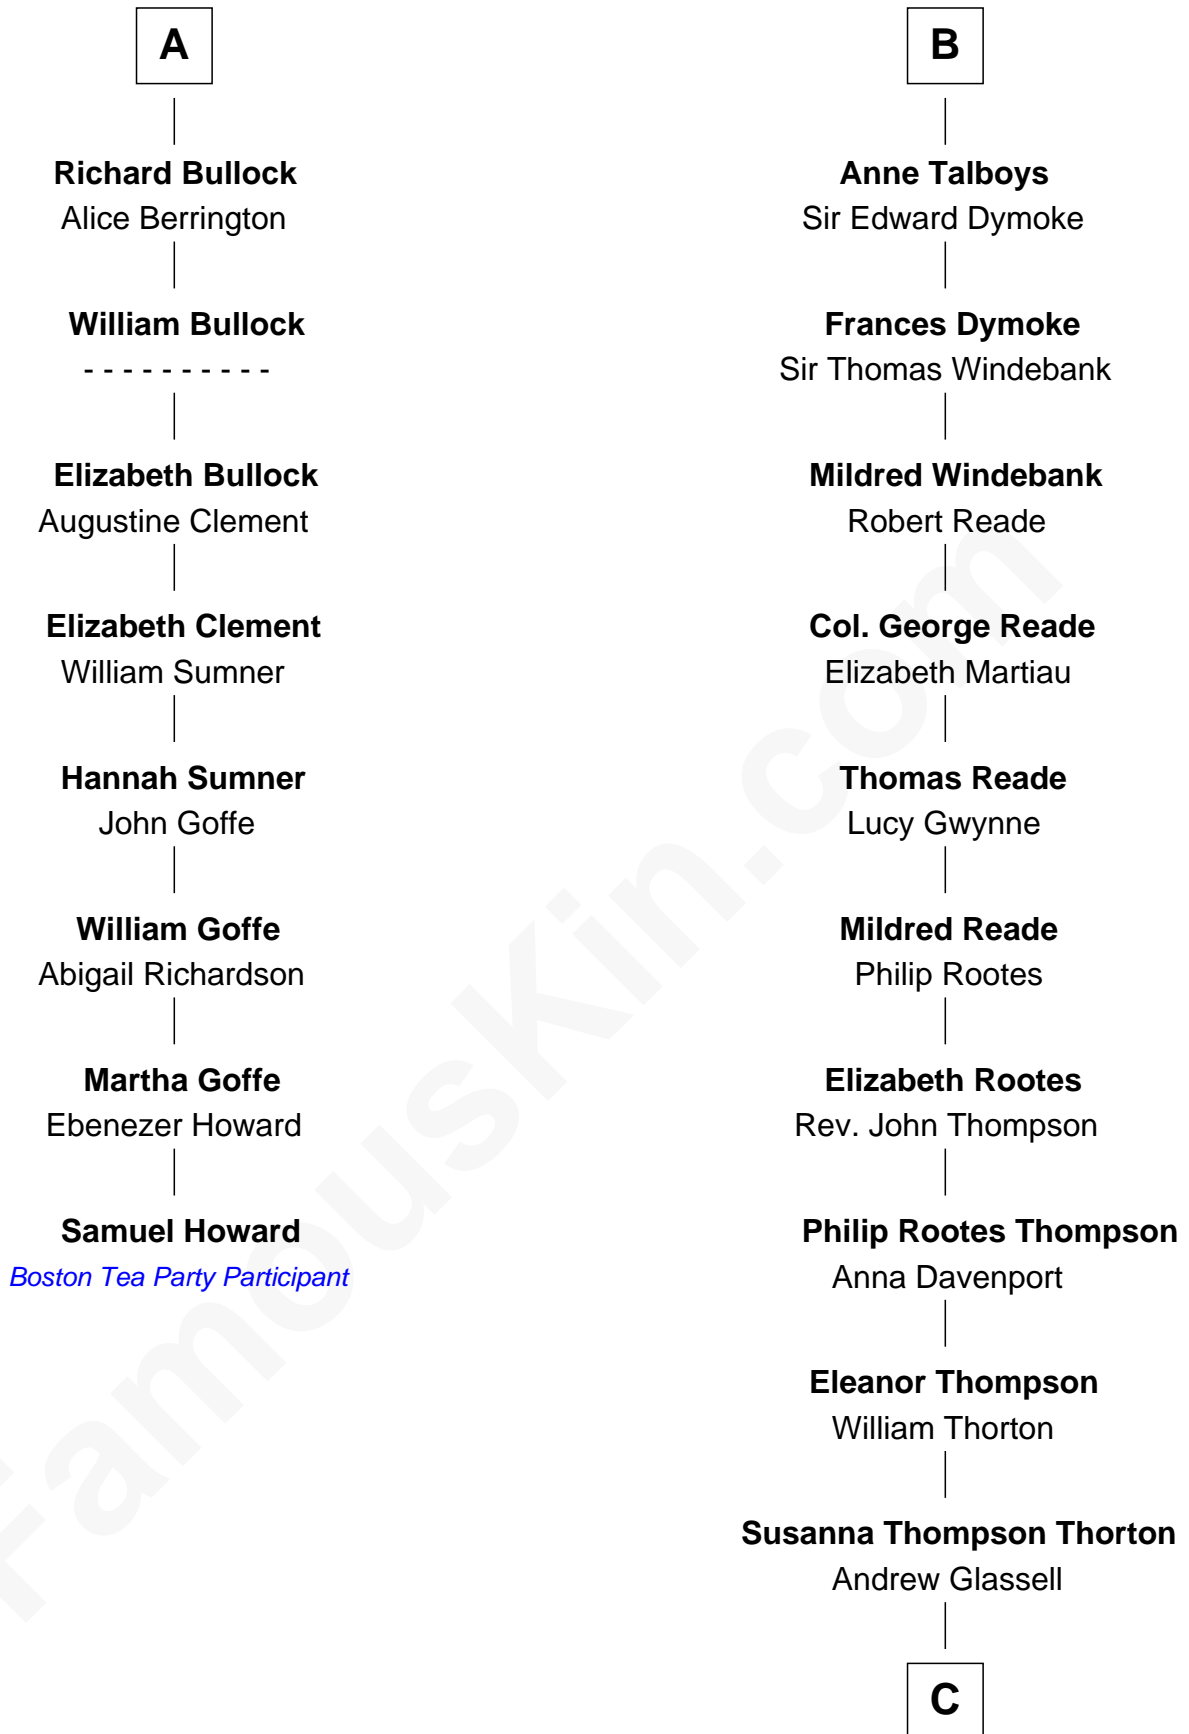 A
Richard Bullock
Alice Berrington
William Bullock
- - - - - - - - - -
Elizabeth Bullock
Augustine Clement
Elizabeth Clement
William Sumner
Hannah Sumner
John Goffe
William Goffe
Abigail Richardson
Martha Goffe
Ebenezer Howard
Samuel Howard
Boston Tea Party Participant
B
Anne Talboys
Sir Edward Dymoke
Frances Dymoke
Sir Thomas Windebank
Mildred Windebank
Robert Reade
Col. George Reade
Elizabeth Martiau
Thomas Reade
Lucy Gwynne
Mildred Reade
Philip Rootes
Elizabeth Rootes
Rev. John Thompson
Philip Rootes Thompson
Anna Davenport
Eleanor Thompson
William Thorton
Susanna Thompson Thorton
Andrew Glassell
C
FamousKin.com